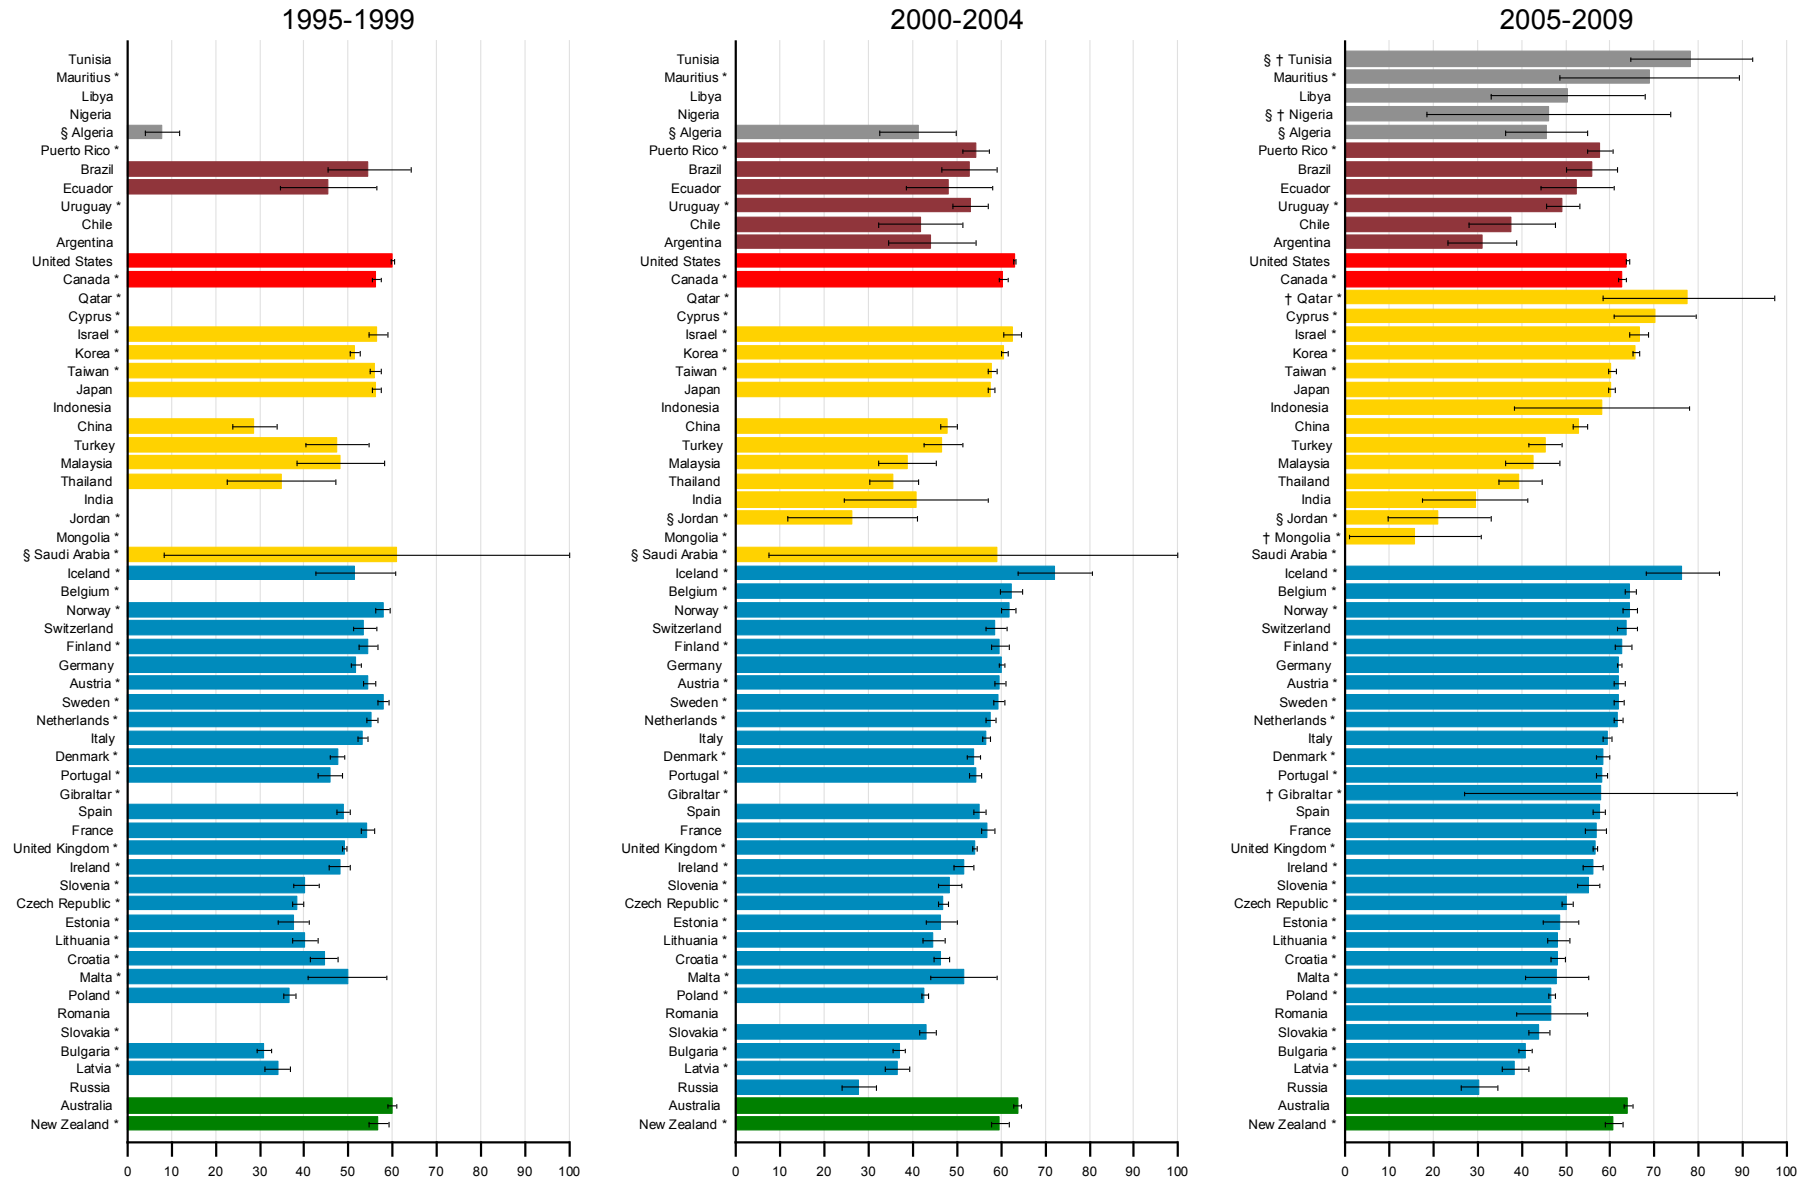 1995-1999
Tunisia
Mauritius *
Libya
Nigeria
§ Algeria
Puerto Rico *
Brazil
Ecuador
Uruguay *
Chile
Argentina
United States
Canada *
Qatar *
Cyprus *
Israel *
Korea *
Taiwan *
Japan
Indonesia
China
Turkey
Malaysia
Thailand
India
Jordan *
Mongolia *
§ Saudi Arabia *
Iceland *
Belgium *
Norway *
Switzerland
Finland *
Germany
Austria *
Sweden *
Netherlands *
Italy
Denmark *
Portugal *
Gibraltar *
Spain
France
United Kingdom *
Ireland *
Slovenia *
Czech Republic *
Estonia *
Lithuania *
Croatia *
Malta *
Poland *
Romania
Slovakia *
Bulgaria *
Latvia *
Russia
Australia
New Zealand *
0 10 20 30 40 50 60 70 80 90 100
2000-2004
Tunisia
Mauritius *
Libya
Nigeria
§ Algeria
Puerto Rico *
Brazil
Ecuador
Uruguay *
Chile
Argentina
United States
Canada *
Qatar *
Cyprus *
Israel *
Korea *
Taiwan *
Japan
Indonesia
China
Turkey
Malaysia
Thailand
India
§ Jordan *
Mongolia *
§ Saudi Arabia *
Iceland *
Belgium *
Norway *
Switzerland
Finland *
Germany
Austria *
Sweden *
Netherlands *
Italy
Denmark *
Portugal *
Gibraltar *
Spain
France
United Kingdom *
Ireland *
Slovenia *
Czech Republic *
Estonia *
Lithuania *
Croatia *
Malta *
Poland *
Romania
Slovakia *
Bulgaria *
Latvia *
Russia
Australia
New Zealand *
0 10 20 30 40 50 60 70 80 90 100
2005-2009
§ † Tunisia
Mauritius *
Libya
§ † Nigeria
§ Algeria
Puerto Rico *
Brazil
Ecuador
Uruguay *
Chile
Argentina
United States
Canada *
† Qatar *
Cyprus *
Israel *
Korea *
Taiwan *
Japan
Indonesia
China
Turkey
Malaysia
Thailand
India
§ Jordan *
† Mongolia *
Saudi Arabia *
Iceland *
Belgium *
Norway *
Switzerland
Finland *
Germany
Austria *
Sweden *
Netherlands *
Italy
Denmark *
Portugal *
† Gibraltar *
Spain
France
United Kingdom *
Ireland *
Slovenia *
Czech Republic *
Estonia *
Lithuania *
Croatia *
Malta *
Poland *
Romania
Slovakia *
Bulgaria *
Latvia *
Russia
Australia
New Zealand *
0 10 20 30 40 50 60 70 80 90 100